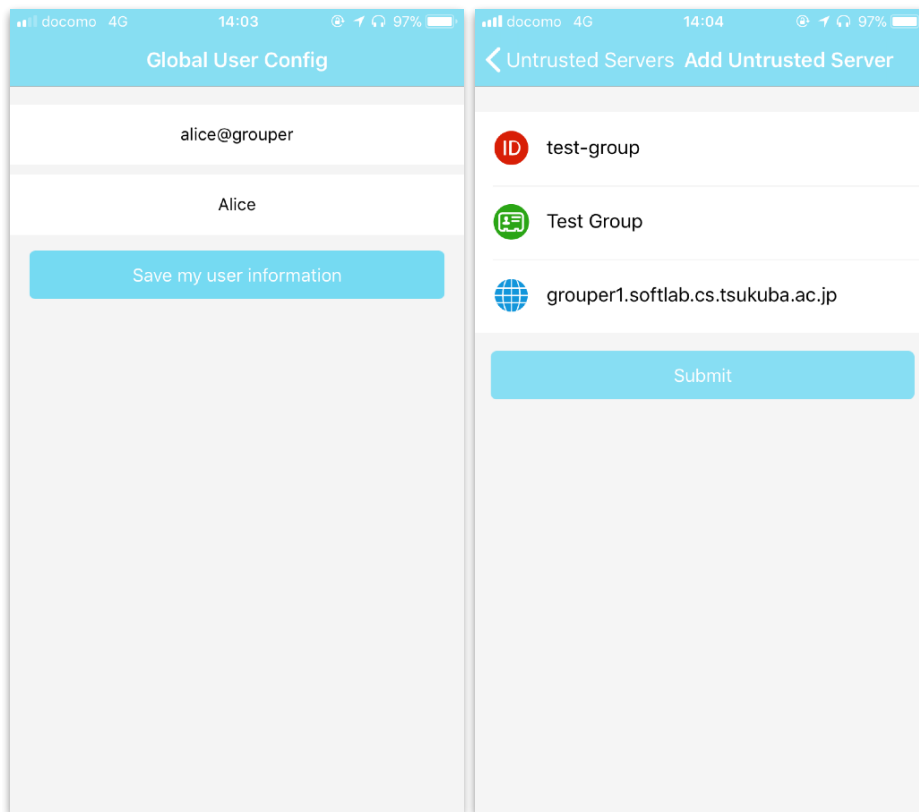 docomo 4G 14:03 97%
Global User Config
alice@grouper
Alice
Save my user information
docomo 4G 14:04 97%
Untrusted Servers Add Untrusted Server
ID test-group
Test Group
grouper1.softlab.cs.tsukuba.ac.jp
Submit